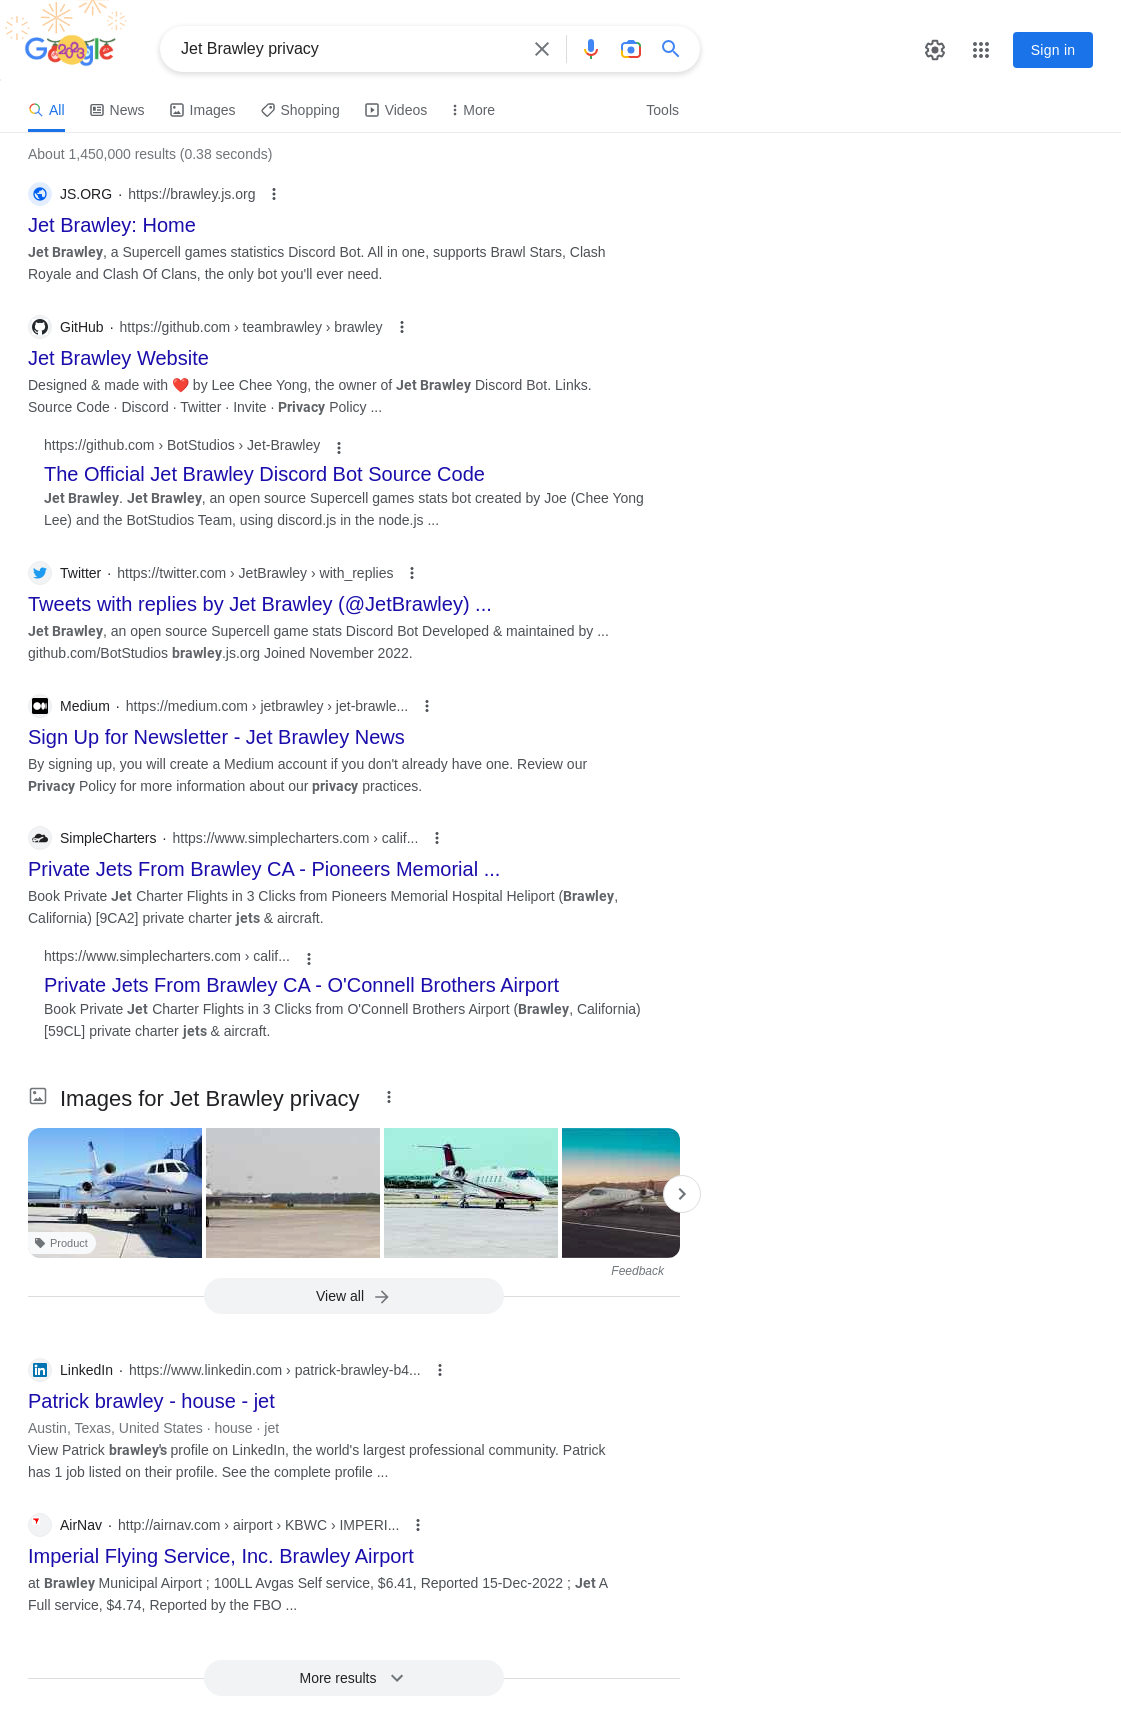 Google
Jet Brawley privacy
Sign in
All
News
Images
Shopping
Videos
More
Tools
About 1,450,000 results (0.38 seconds)
JS.ORG · https://brawley.js.org
Jet Brawley: Home
Jet Brawley, a Supercell games statistics Discord Bot. All in one, supports Brawl Stars, Clash
Royale and Clash Of Clans, the only bot you'll ever need.
GitHub · https://github.com › teambrawley › brawley
Jet Brawley Website
Designed & made with ❤️ by Lee Chee Yong, the owner of Jet Brawley Discord Bot. Links.
Source Code · Discord · Twitter · Invite · Privacy Policy ...
https://github.com › BotStudios › Jet-Brawley
The Official Jet Brawley Discord Bot Source Code
Jet Brawley. Jet Brawley, an open source Supercell games stats bot created by Joe (Chee Yong
Lee) and the BotStudios Team, using discord.js in the node.js ...
Twitter · https://twitter.com › JetBrawley › with_replies
Tweets with replies by Jet Brawley (@JetBrawley) ...
Jet Brawley, an open source Supercell game stats Discord Bot Developed & maintained by ...
github.com/BotStudios brawley.js.org Joined November 2022.
Medium · https://medium.com › jetbrawley › jet-brawle...
Sign Up for Newsletter - Jet Brawley News
By signing up, you will create a Medium account if you don't already have one. Review our
Privacy Policy for more information about our privacy practices.
SimpleCharters · https://www.simplecharters.com › calif...
Private Jets From Brawley CA - Pioneers Memorial ...
Book Private Jet Charter Flights in 3 Clicks from Pioneers Memorial Hospital Heliport (Brawley,
California) [9CA2] private charter jets & aircraft.
https://www.simplecharters.com › calif...
Private Jets From Brawley CA - O'Connell Brothers Airport
Book Private Jet Charter Flights in 3 Clicks from O'Connell Brothers Airport (Brawley, California)
[59CL] private charter jets & aircraft.
Images for Jet Brawley privacy
Product
Feedback
View all
LinkedIn · https://www.linkedin.com › patrick-brawley-b4...
Patrick brawley - house - jet
Austin, Texas, United States · house · jet
View Patrick brawley's profile on LinkedIn, the world's largest professional community. Patrick
has 1 job listed on their profile. See the complete profile ...
AirNav · http://airnav.com › airport › KBWC › IMPERI...
Imperial Flying Service, Inc. Brawley Airport
at Brawley Municipal Airport ; 100LL Avgas Self service, $6.41, Reported 15-Dec-2022 ; Jet A
Full service, $4.74, Reported by the FBO ...
More results